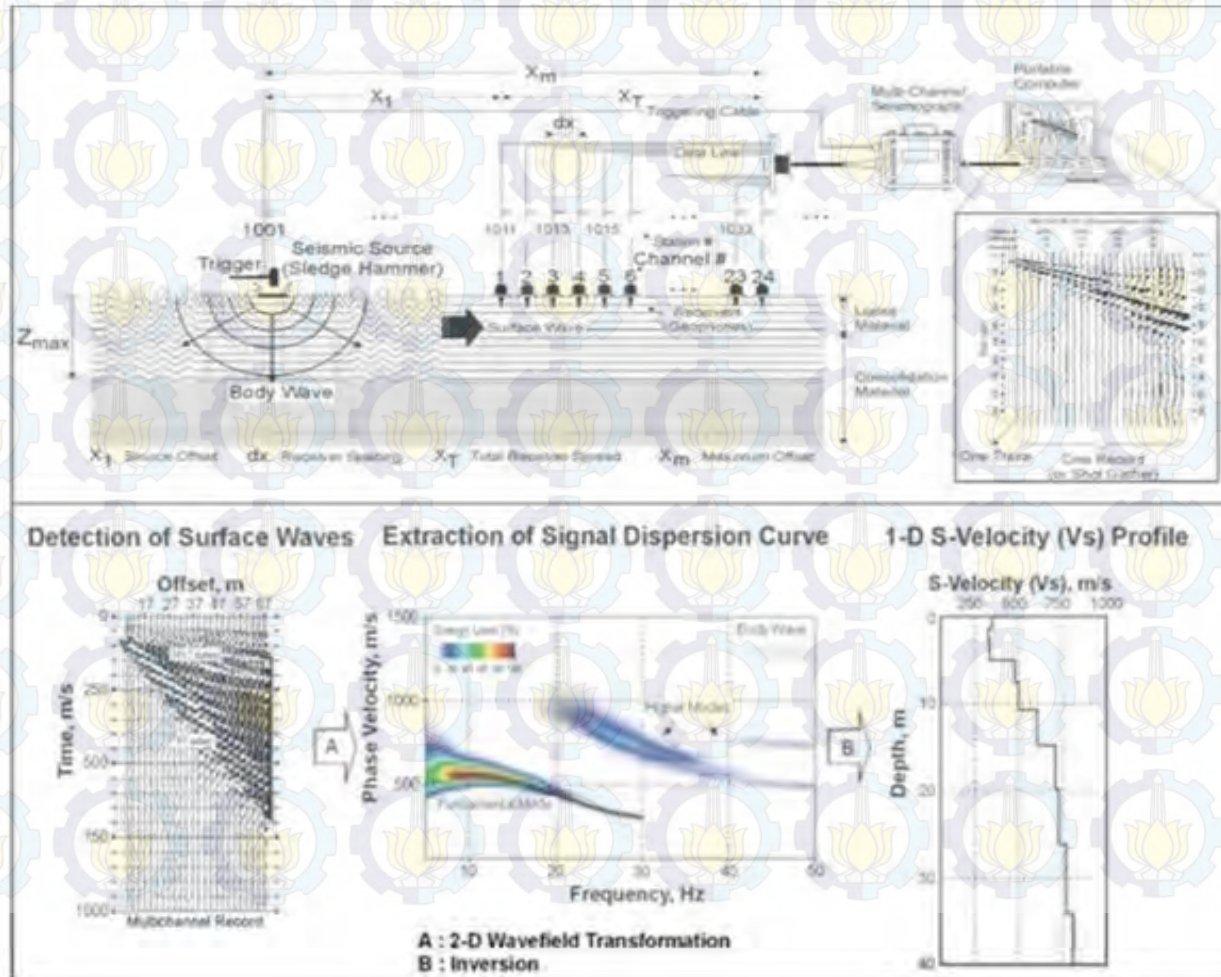 Xm
X1
XT
Triggering Cable
dx
Data Line
Multi-Channel
Seismograph
Portable
Computer
1001
1011
1013
1015
1033
Trigger
Seismic Source
(Sledge Hammer)
Station #
Channel #
1 2 3 4 5 6 23 24
Surface Wave
Receivers
(Geophones)
Material
Zmax
Body Wave
Consolidation
Material
X1 Source Offset dx Receiver Spacing XT Total Receiver Spread Xm Maximum Offset
One Trace
One Record
(or Shot Gather)
Detection of Surface Waves
Extraction of Signal Dispersion Curve
1-D S-Velocity (Vs) Profile
Offset, m
17 27 37 47 57 67
0
250
500
750
1000
Time, m/s
Multichannel Record
A
Phase Velocity, m/s
1500
1000
500
Body Wave
Higher Modes
10 20 30 40 50
Frequency, Hz
A : 2-D Wavefield Transformation
B : Inversion
B
S-Velocity (Vs), m/s
250 500 750 1000
0
10
20
30
40
Depth, m